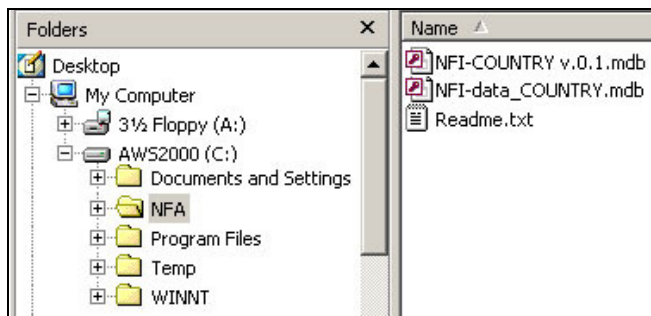 Folders
Desktop
My Computer
3½ Floppy (A:)
AWS2000 (C:)
Documents and Settings
NFA
Program Files
Temp
WINNT
Name
NFI-COUNTRY v.0.1.mdb
NFI-data_COUNTRY.mdb
Readme.txt